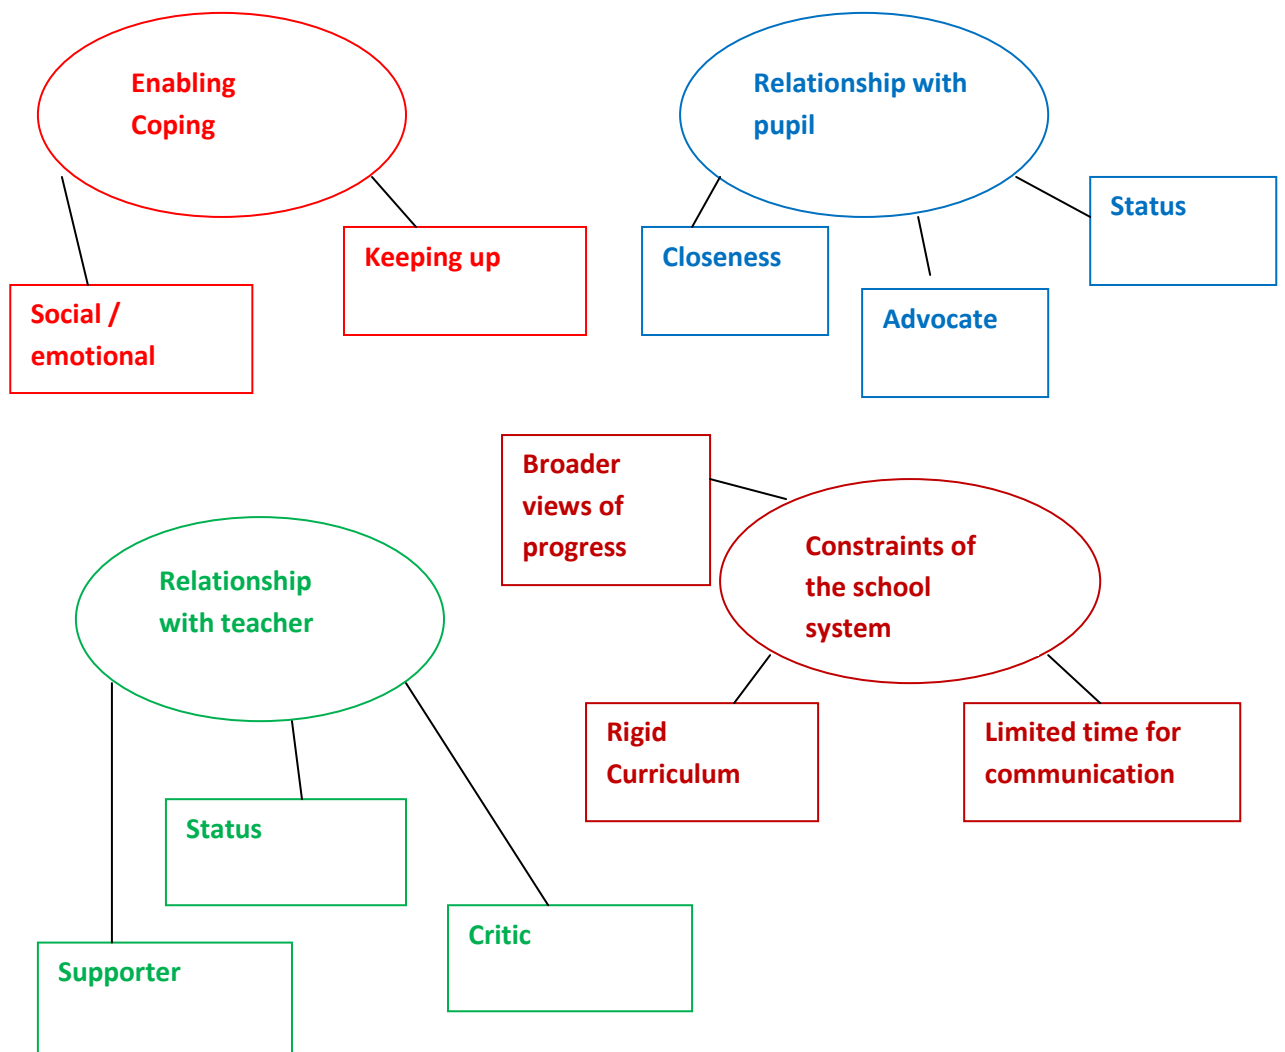 Enabling
Coping
Relationship with
pupil
Status
Keeping up
Closeness
Social /
emotional
Advocate
Broader
views of
progress
Constraints of
the school
system
Relationship
with teacher
Rigid
Curriculum
Limited time for
communication
Status
Critic
Supporter